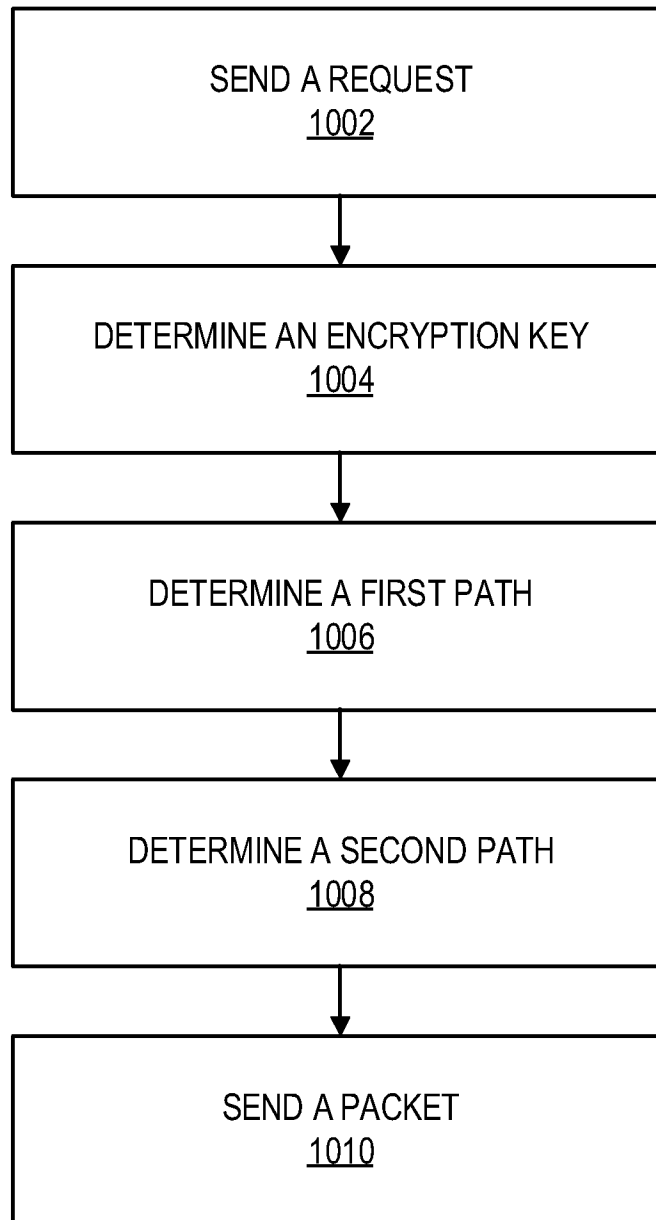 SEND A REQUEST
1002
DETERMINE AN ENCRYPTION KEY
1004
DETERMINE A FIRST PATH
1006
DETERMINE A SECOND PATH
1008
SEND A PACKET
1010